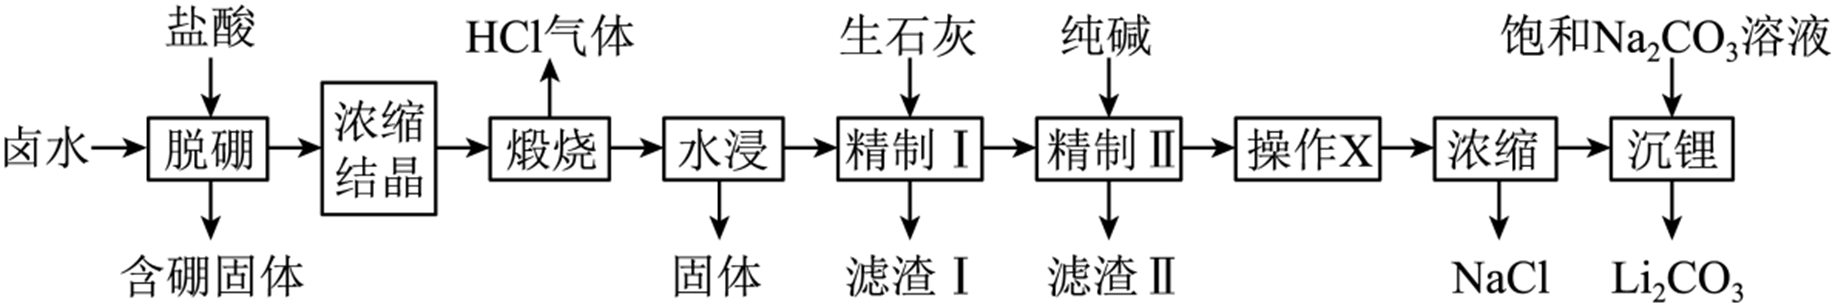 盐酸
HCl气体
生石灰
纯碱
饱和Na₂CO₃溶液
卤水
脱硼
浓缩
结晶
煅烧
水浸
精制Ⅰ
精制Ⅱ
操作X
浓缩
沉锂
含硼固体
固体
滤渣Ⅰ
滤渣Ⅱ
NaCl
Li₂CO₃